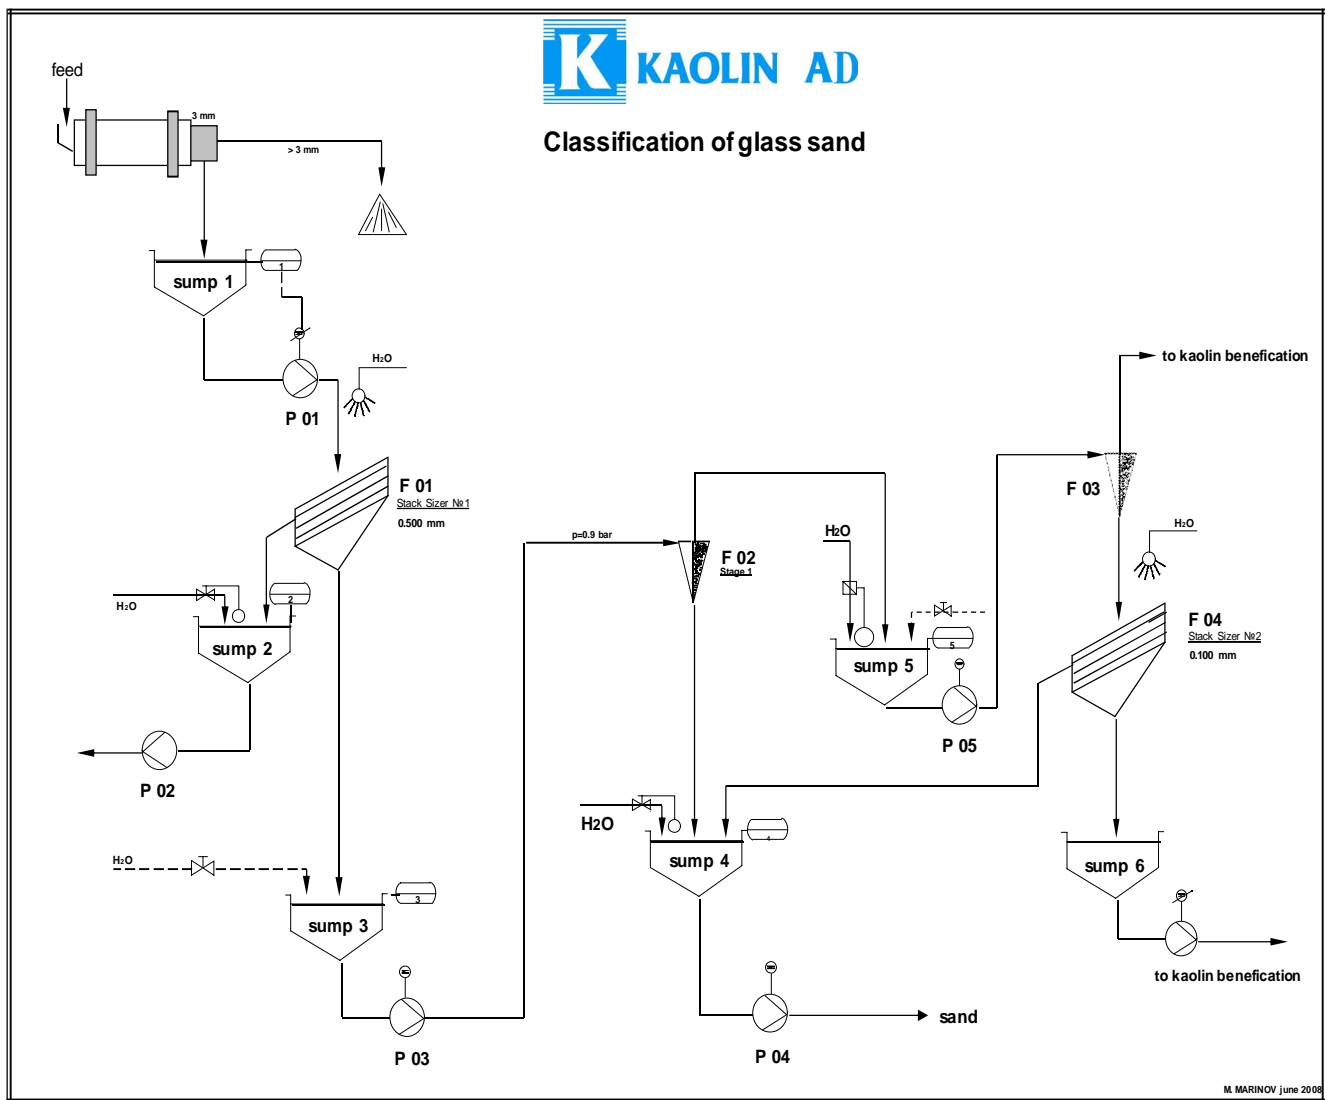 K KAOLIN AD
Classification of glass sand
feed
3 mm
> 3 mm
1
sump 1
H2O
P 01
to kaolin benefication
F 01
Stack Sizer №1
0.500 mm
F 03
H2O
p=0.9 bar
H2O
F 02
Stage 1
2
H2O
sump 2
F 04
Stack Sizer №2
0.100 mm
5
sump 5
P 05
P 02
H2O
4
sump 4
sump 6
H2O
3
sump 3
to kaolin benefication
sand
P 03
P 04
M. MARINOV june 2008